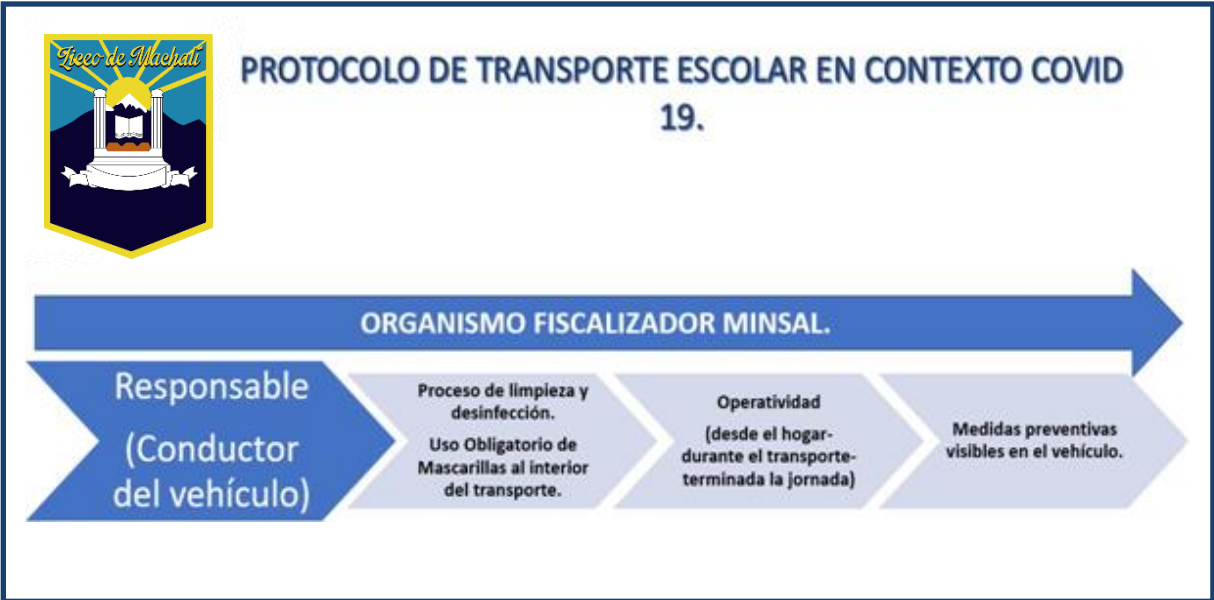 Liceo de Machalí
PROTOCOLO DE TRANSPORTE ESCOLAR EN CONTEXTO COVID
19.
ORGANISMO FISCALIZADOR MINSAL.
Responsable
(Conductor
del vehículo)
Proceso de limpieza y
desinfección.
Uso Obligatorio de
Mascarillas al interior
del transporte.
Operatividad
(desde el hogar-
durante el transporte-
terminada la jornada)
Medidas preventivas
visibles en el vehículo.